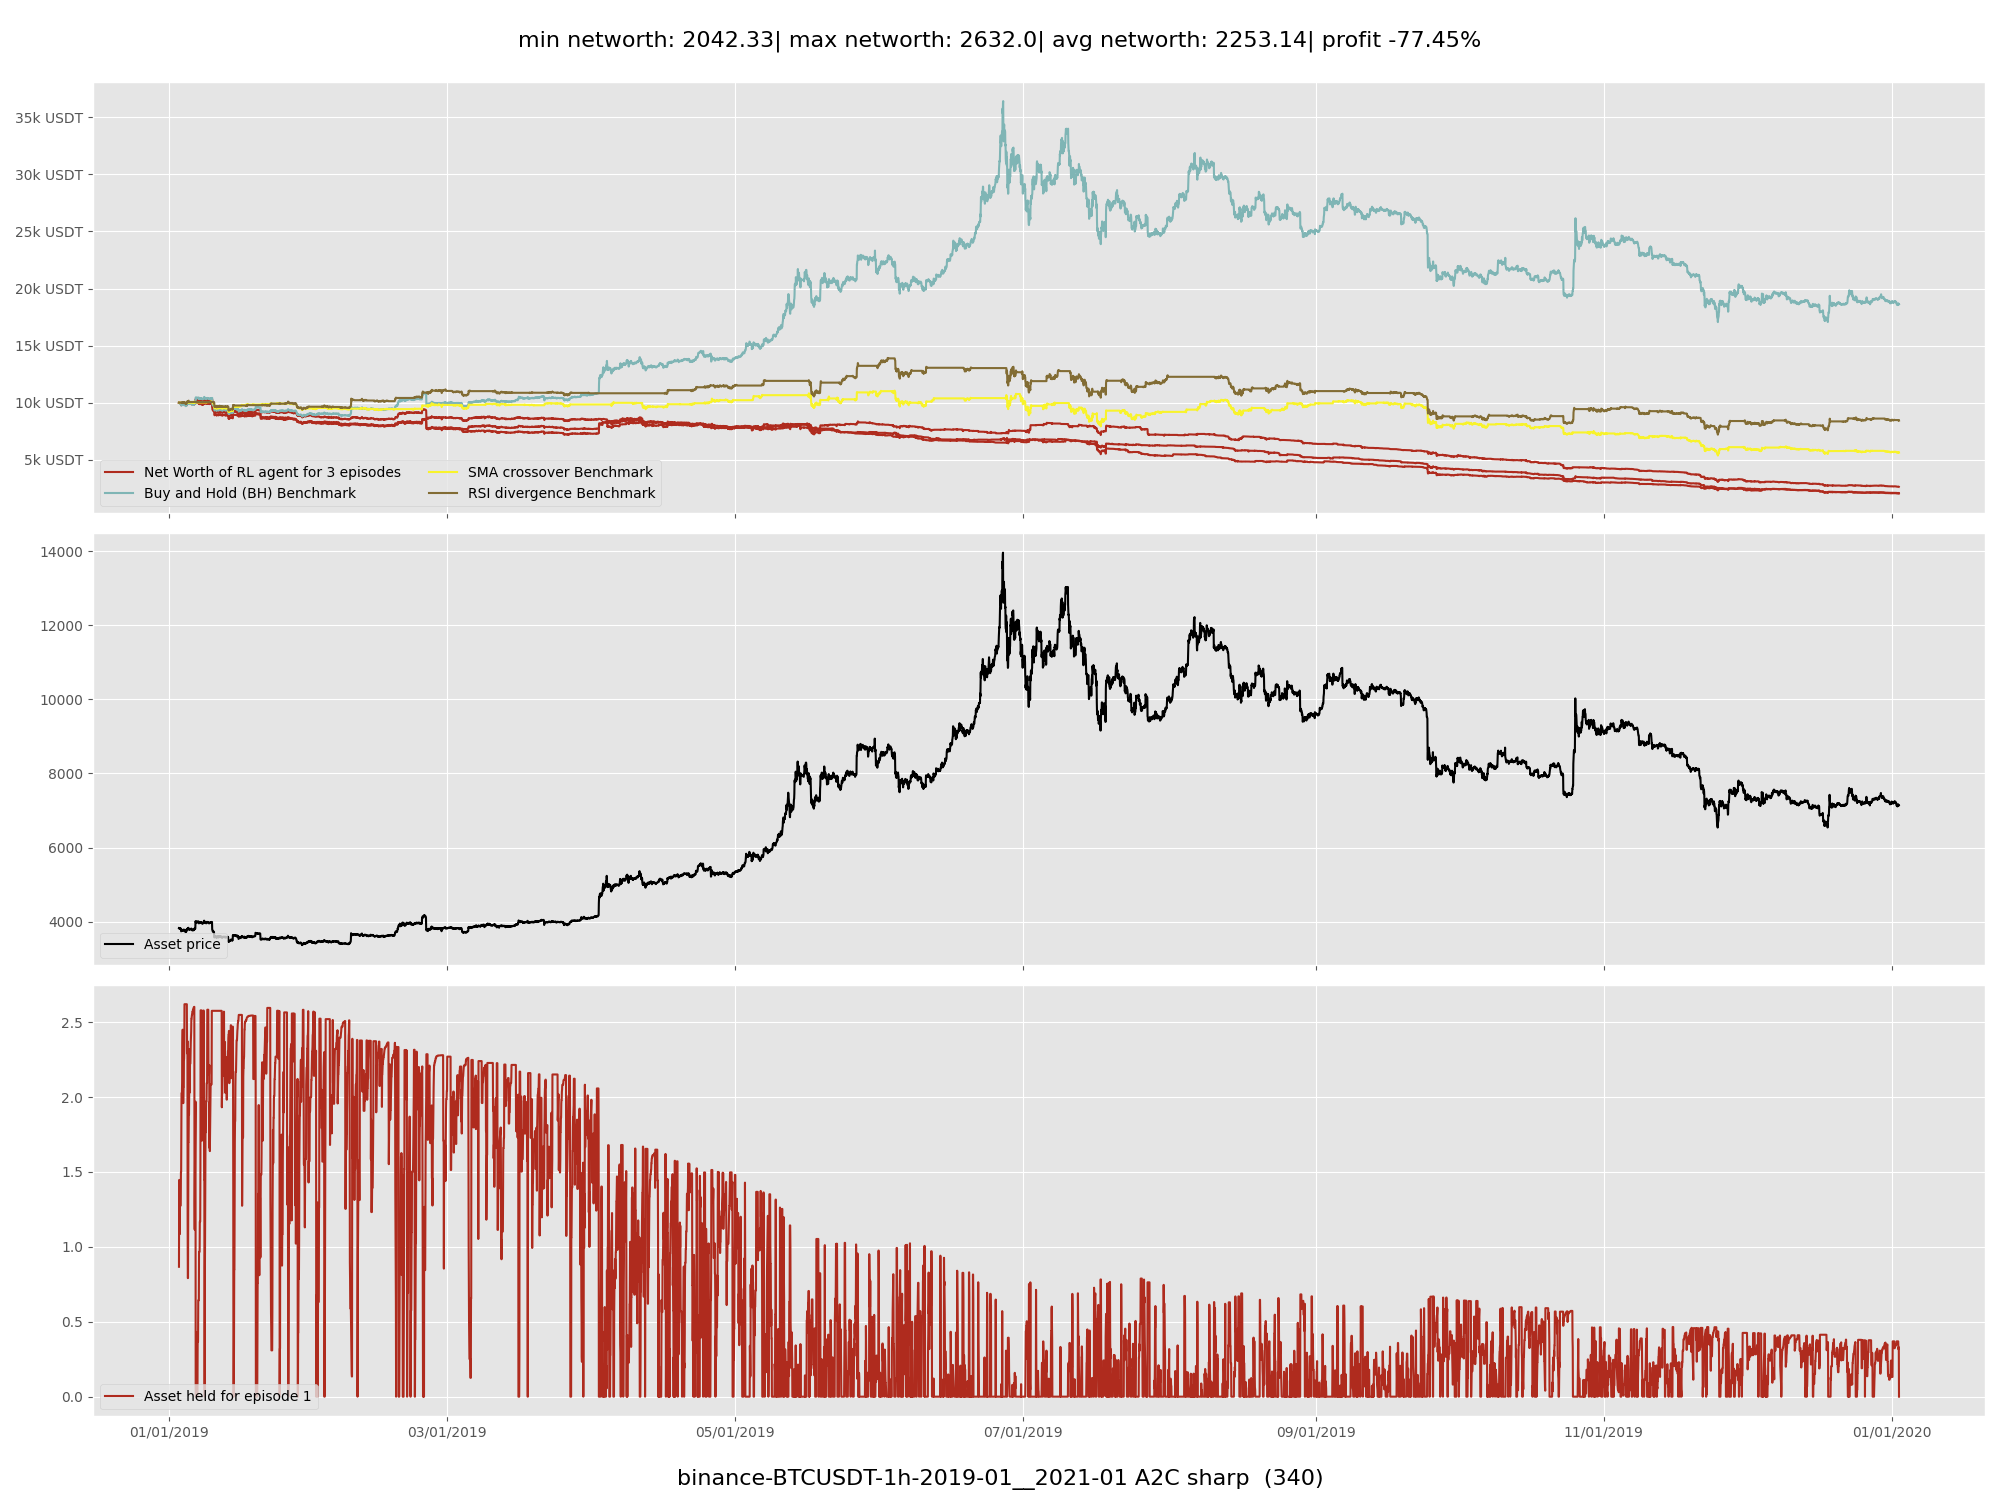 min networth: 2042.33| max networth: 2632.0| avg networth: 2253.14| profit -77.45%
35k USDT
30k USDT
25k USDT
20k USDT
15k USDT
10k USDT
5k USDT
Net Worth of RL agent for 3 episodes
Buy and Hold (BH) Benchmark
SMA crossover Benchmark
RSI divergence Benchmark
14000
12000
10000
8000
6000
4000
Asset price
2.5
2.0
1.5
1.0
0.5
0.0
Asset held for episode 1
01/01/2019 03/01/2019 05/01/2019 07/01/2019 09/01/2019 11/01/2019 01/01/2020
binance-BTCUSDT-1h-2019-01__2021-01 A2C sharp (340)